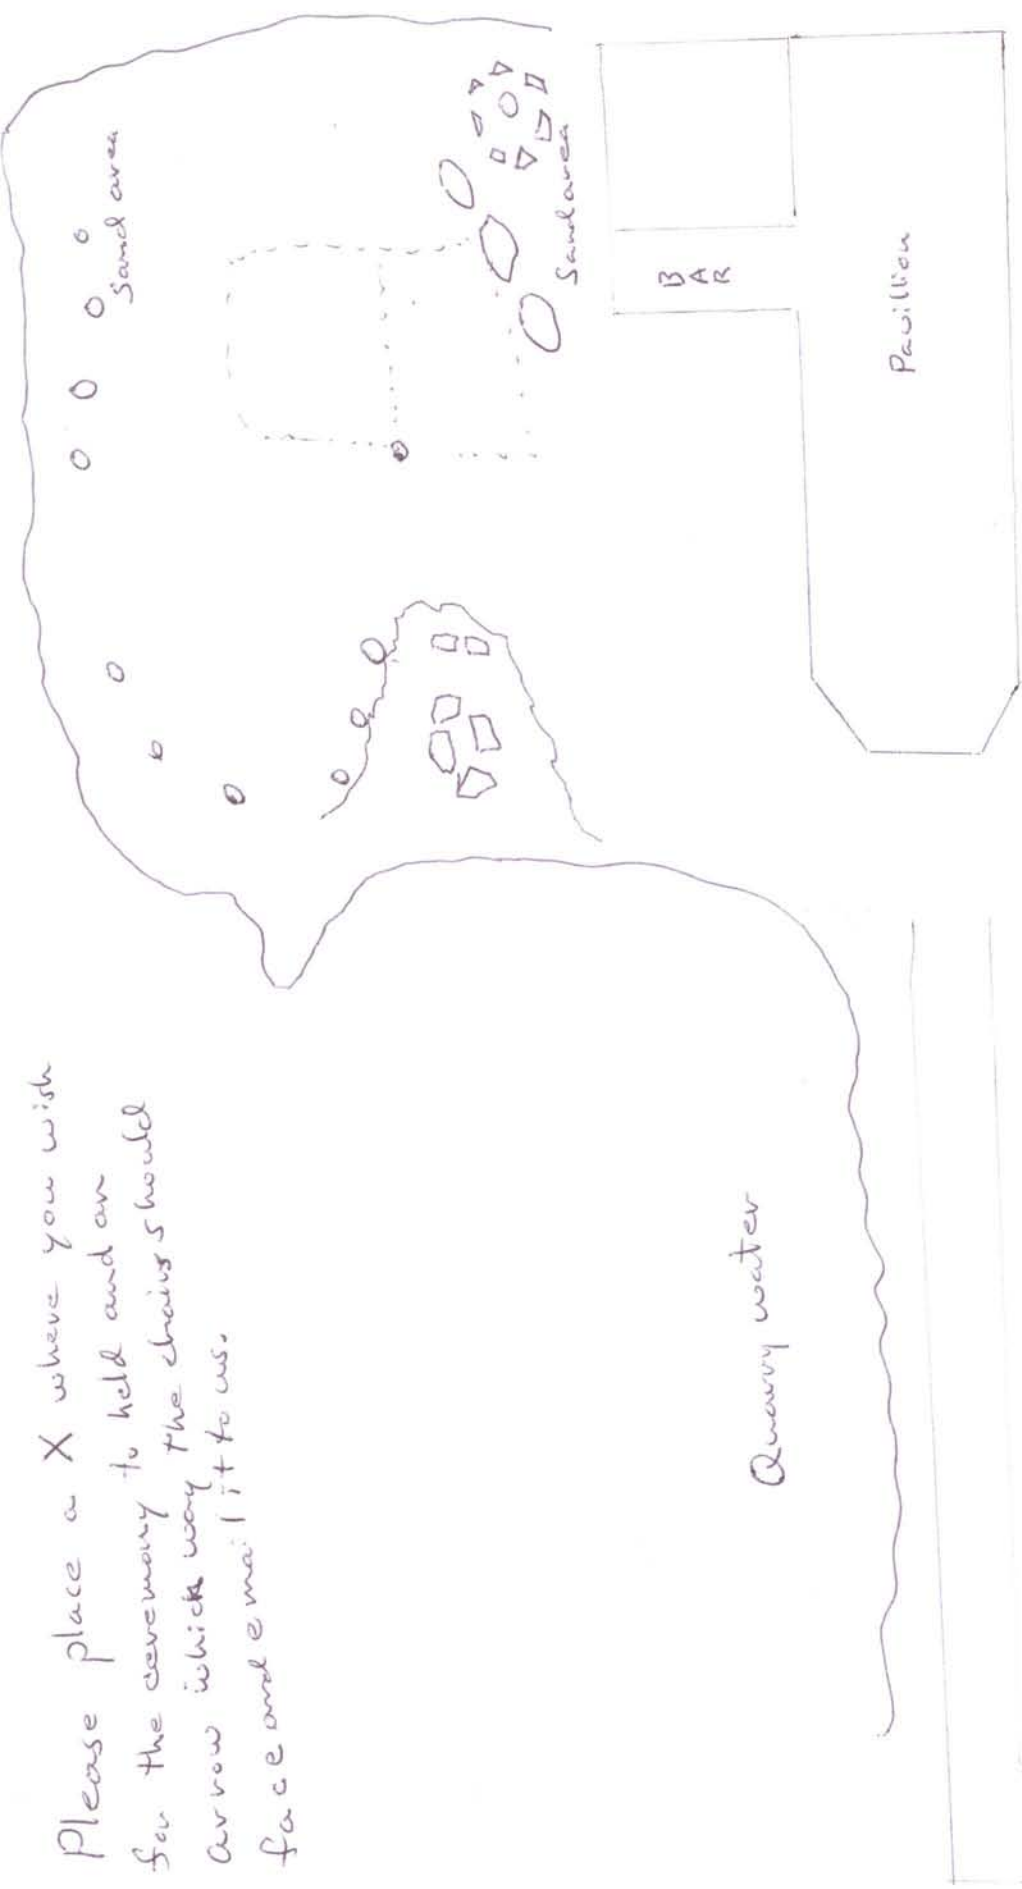 Please place a X where you wish
for the ceremony to held and an
arrow which way the chairs should
face and email it to us.
Sand area
Sand area
BAR
Pavillion
Quarry water